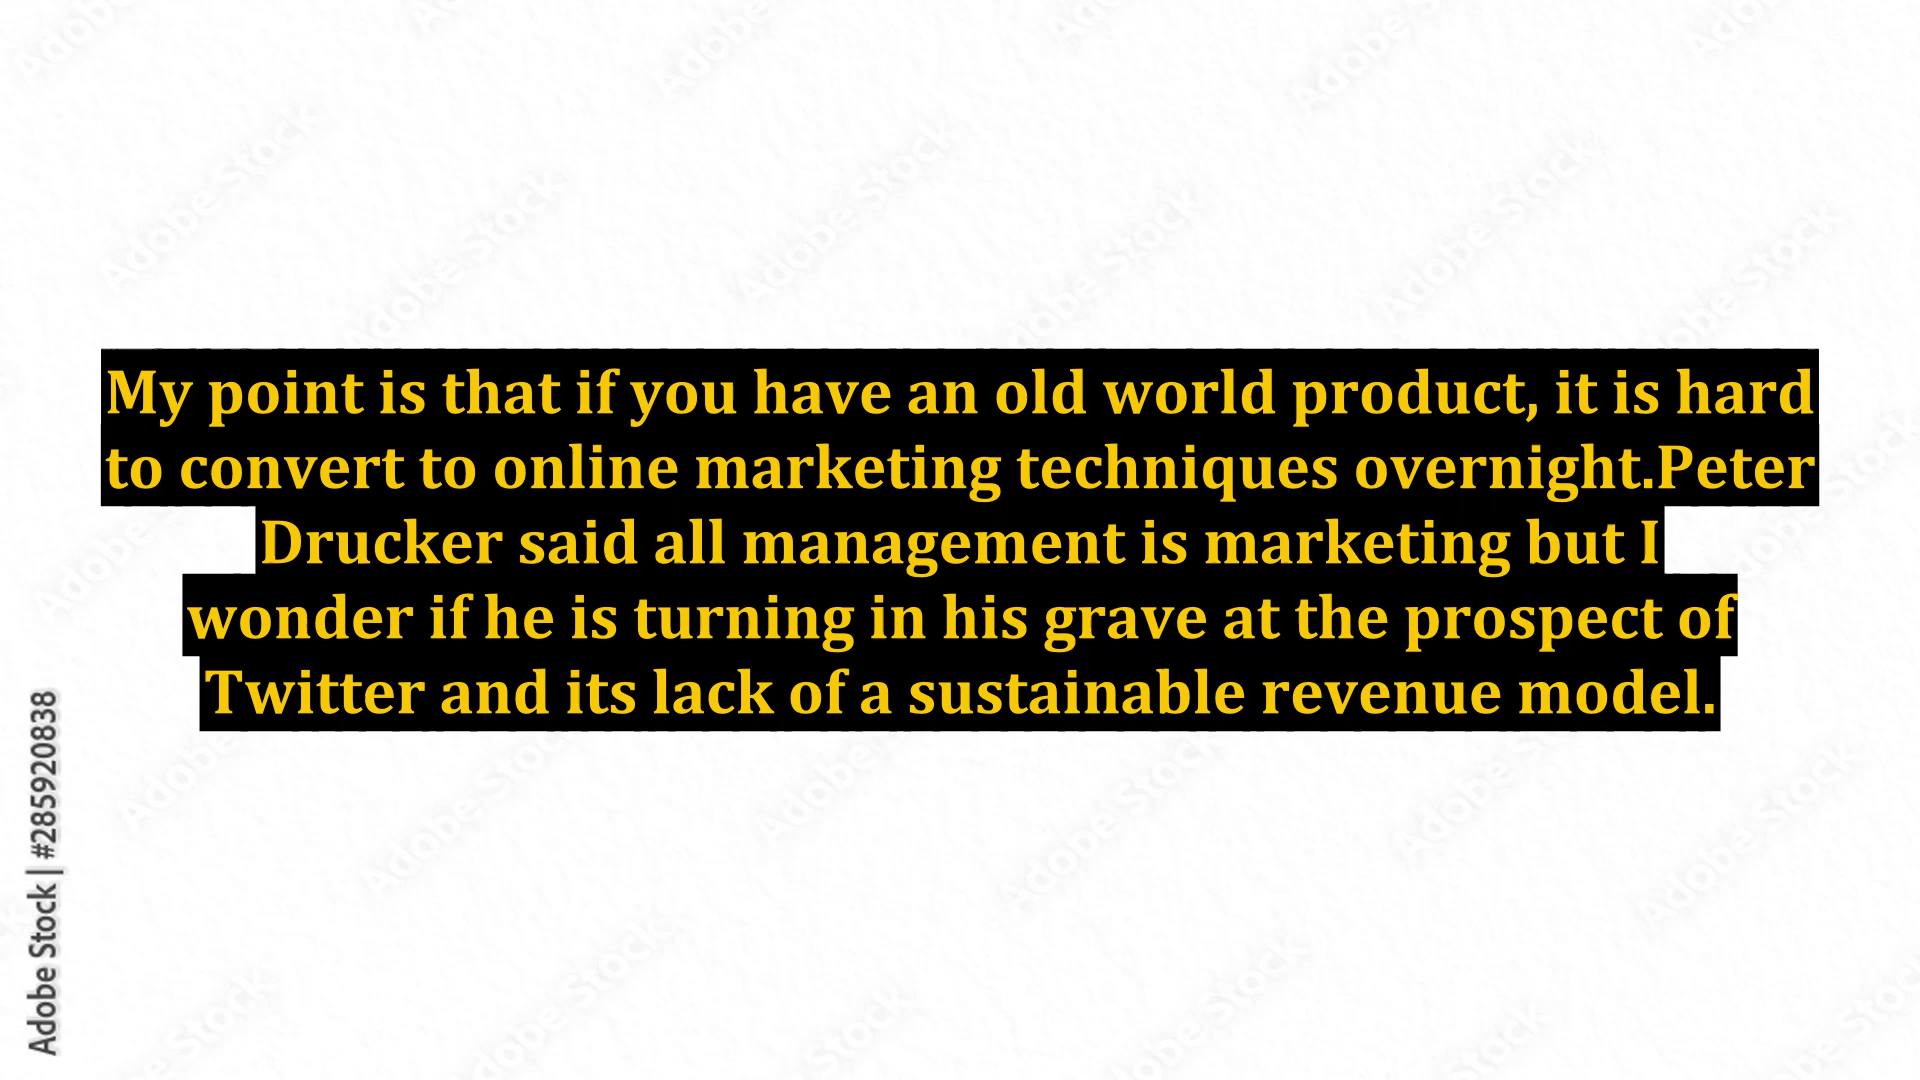 My point is that if you have an old world product, it is hard
to convert to online marketing techniques overnight.Peter
Drucker said all management is marketing but I
wonder if he is turning in his grave at the prospect of
Twitter and its lack of a sustainable revenue model.
Adobe Stock | #285920838